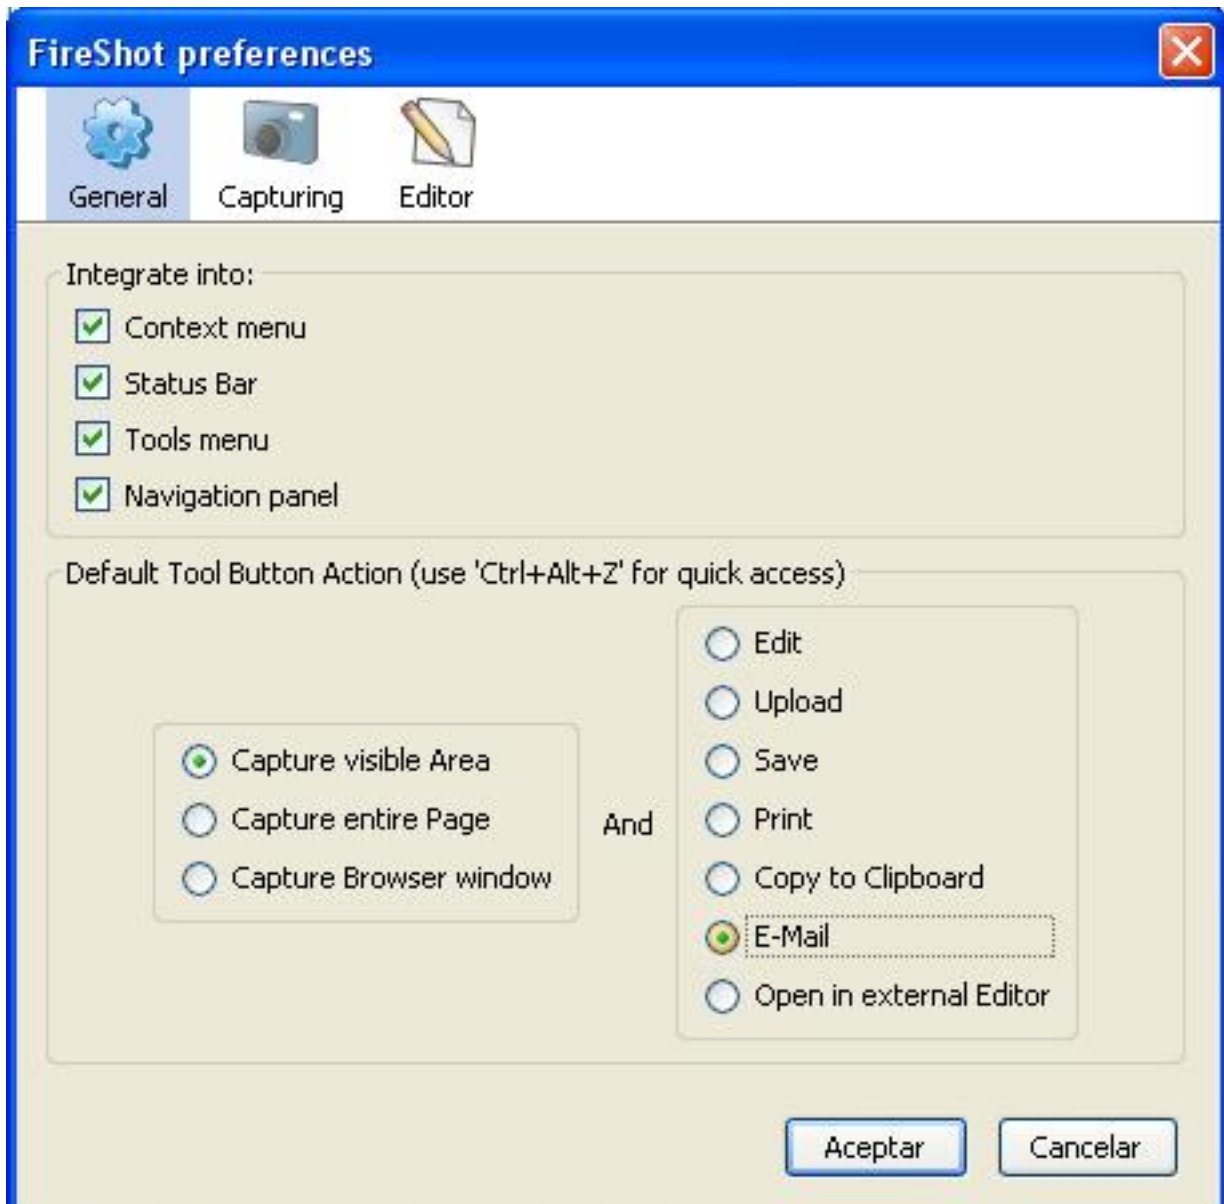 FireShot preferences
General Capturing Editor
Integrate into:
Context menu
Status Bar
Tools menu
Navigation panel
Default Tool Button Action (use 'Ctrl+Alt+Z' for quick access)
Capture visible Area
Capture entire Page
Capture Browser window
And
Edit
Upload
Save
Print
Copy to Clipboard
E-Mail
Open in external Editor
Aceptar Cancelar